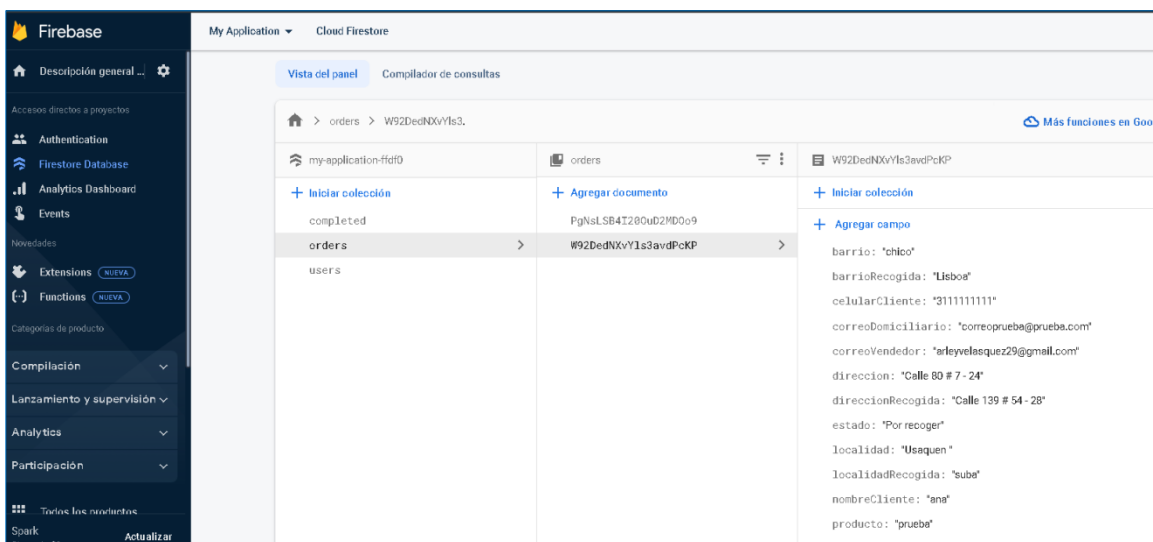 Firebase
Descripción general ...
Accesos directos a proyectos
Authentication
Firestore Database
Analytics Dashboard
Events
Novedades
Extensions NUEVA
Functions NUEVA
Categorías de producto
Compilación
Lanzamiento y supervisión
Analytics
Participación
Todos los productos
Spark
Actualizar
My Application Cloud Firestore
Vista del panel Compilador de consultas
orders > W92DedNXvYls3.
Más funciones en Goo
my-application-ffdf0
+ Iniciar colección
completed
orders
users
orders
+ Agregar documento
PgNsLSB4I20OuD2MDOo9
W92DedNXvYls3avdPcKP
W92DedNXvYls3avdPcKP
+ Iniciar colección
+ Agregar campo
barrio: "chico"
barrioRecogida: "Lisboa"
celularCliente: "3111111111"
correoDomiciliario: "correoprueba@prueba.com"
correoVendedor: "arleyvelasquez29@gmail.com"
direccion: "Calle 80 # 7 - 24"
direccionRecogida: "Calle 139 # 54 - 28"
estado: "Por recoger"
localidad: "Usaquen "
localidadRecogida: "suba"
nombreCliente: "ana"
producto: "prueba"